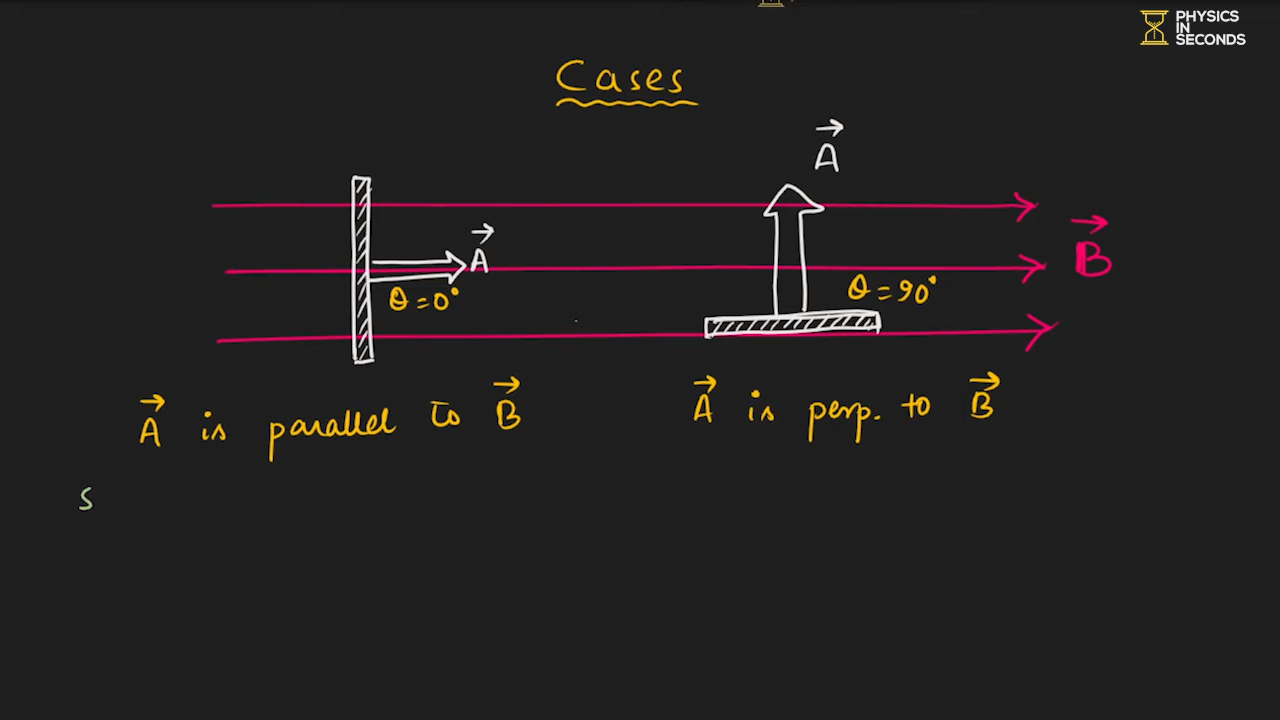 PHYSICS
IN
SECONDS
Cases
A⃗
A⃗
B⃗
θ = 0°
θ = 90°
A⃗ is parallel to B⃗
A⃗ is perp. to B⃗
S